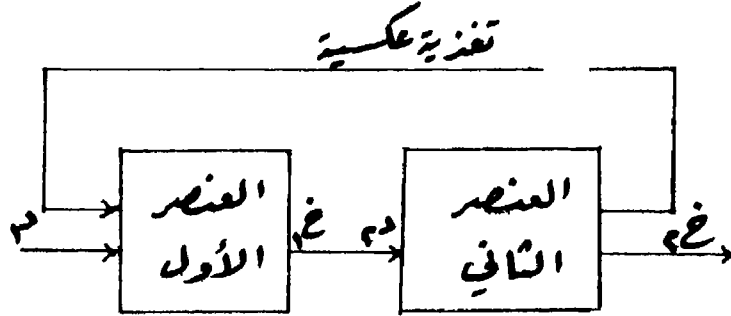 تغذية عكسية
العنصر
الأول
العنصر
الثاني
خ١
د٢
خ٢